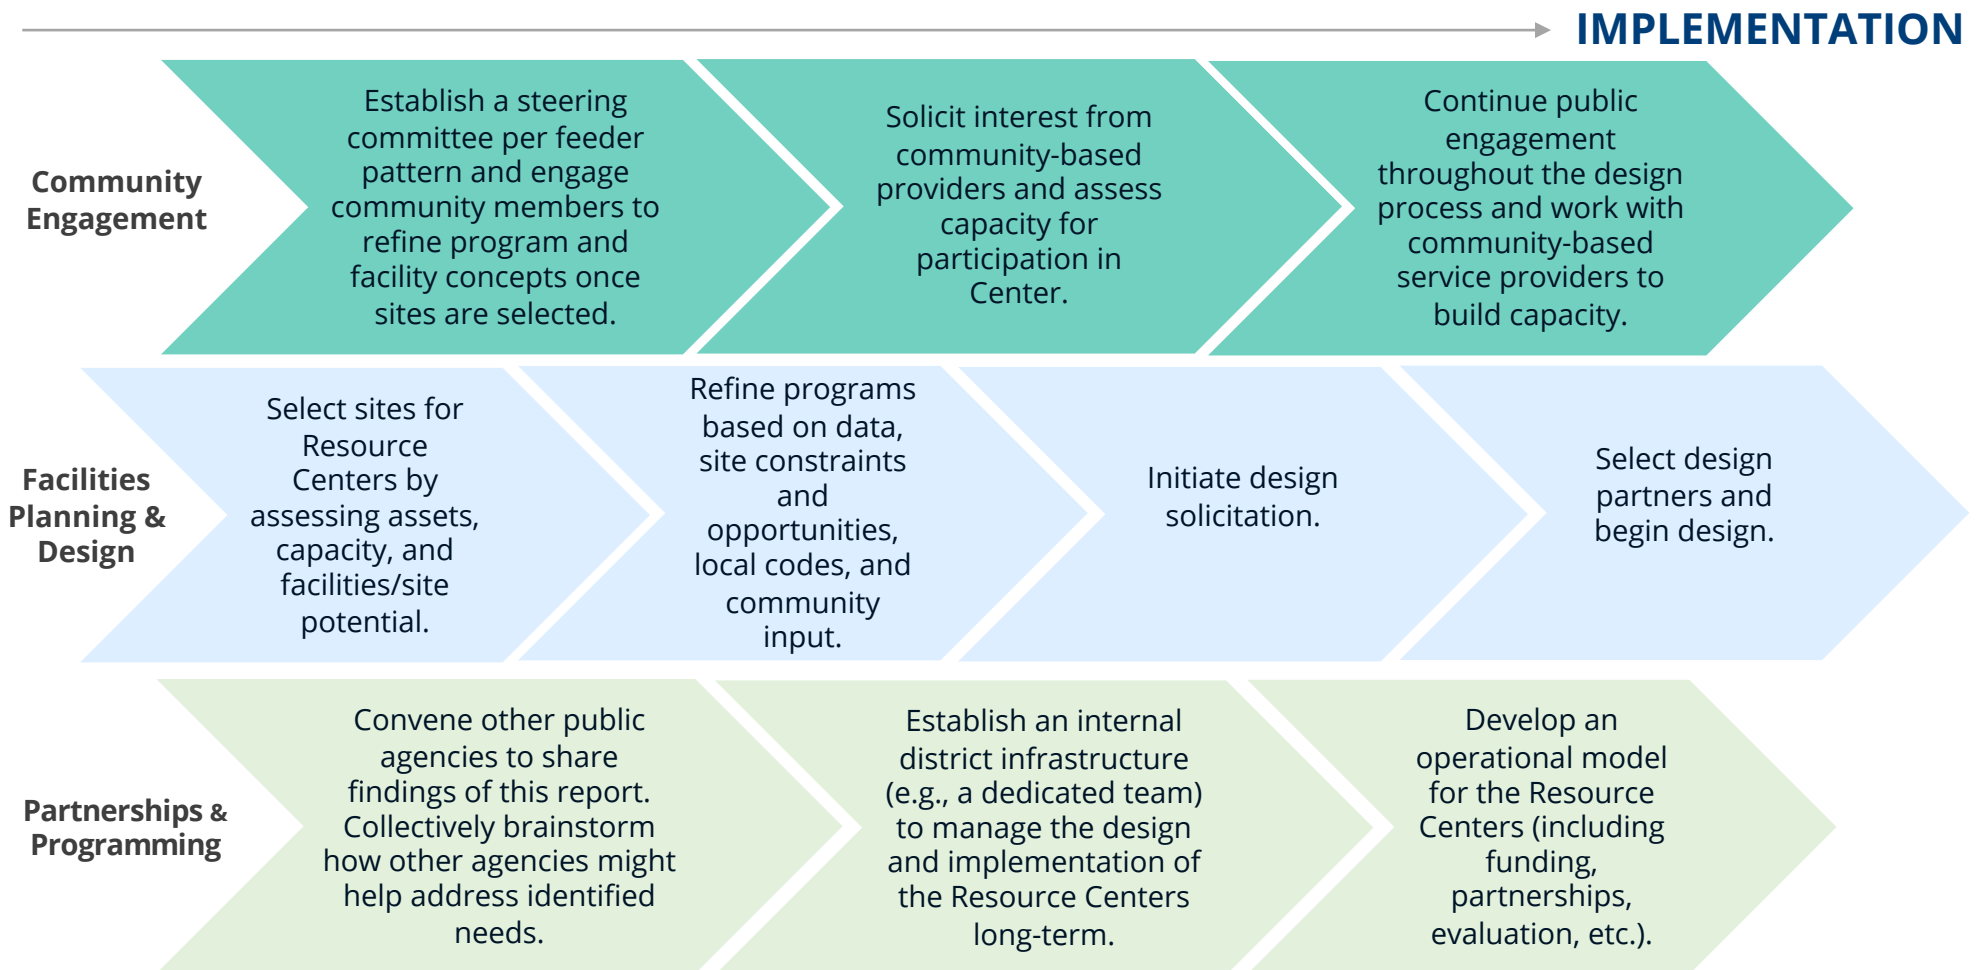 IMPLEMENTATION
Community
Engagement
Establish a steering
committee per feeder
pattern and engage
community members to
refine program and
facility concepts once
sites are selected.
Solicit interest from
community-based
providers and assess
capacity for
participation in
Center.
Continue public
engagement
throughout the design
process and work with
community-based
service providers to
build capacity.
Facilities
Planning &
Design
Select sites for
Resource
Centers by
assessing assets,
capacity, and
facilities/site
potential.
Refine programs
based on data,
site constraints
and
opportunities,
local codes, and
community
input.
Initiate design
solicitation.
Select design
partners and
begin design.
Partnerships &
Programming
Convene other public
agencies to share
findings of this report.
Collectively brainstorm
how other agencies might
help address identified
needs.
Establish an internal
district infrastructure
(e.g., a dedicated team)
to manage the design
and implementation of
the Resource Centers
long-term.
Develop an
operational model
for the Resource
Centers (including
funding,
partnerships,
evaluation, etc.).